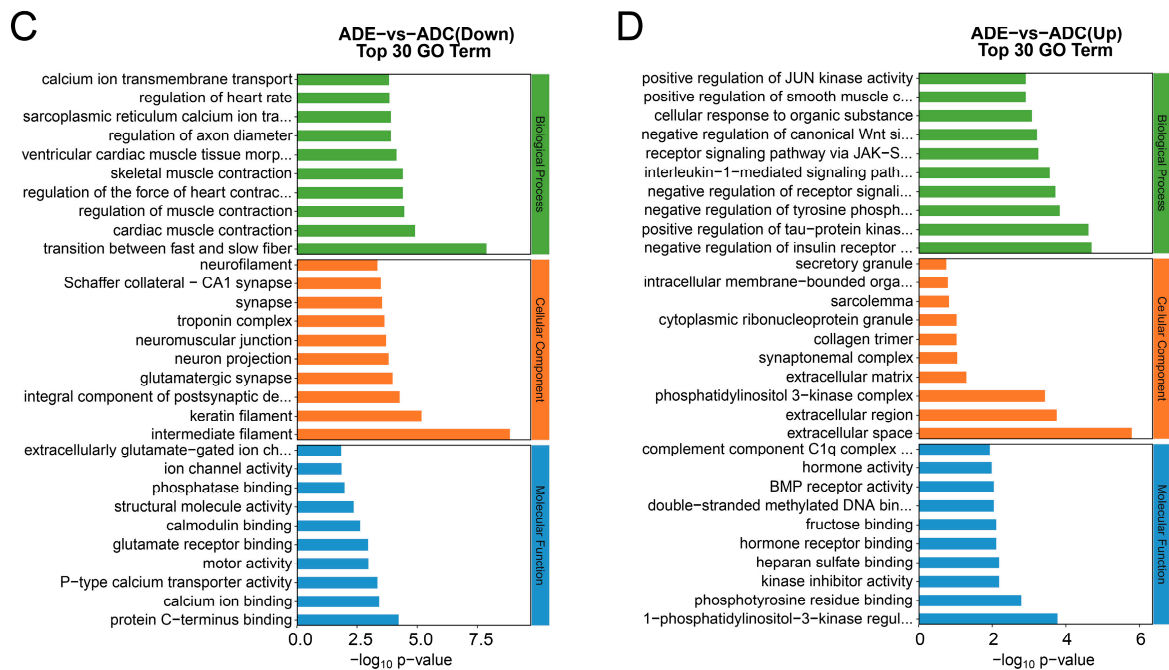 C
ADE−vs−ADC(Down)
Top 30 GO Term
calcium ion transmembrane transport
regulation of heart rate
sarcoplasmic reticulum calcium ion tra...
regulation of axon diameter
ventricular cardiac muscle tissue morp...
skeletal muscle contraction
regulation of the force of heart contrac...
regulation of muscle contraction
cardiac muscle contraction
transition between fast and slow fiber
Biological Process
neurofilament
Schaffer collateral − CA1 synapse
synapse
troponin complex
neuromuscular junction
neuron projection
glutamatergic synapse
integral component of postsynaptic de...
keratin filament
intermediate filament
Cellular Component
extracellularly glutamate−gated ion ch...
ion channel activity
phosphatase binding
structural molecule activity
calmodulin binding
glutamate receptor binding
motor activity
P−type calcium transporter activity
calcium ion binding
protein C−terminus binding
Molecular Function
0.0 2.5 5.0 7.5
−log10 p−value
D
ADE−vs−ADC(Up)
Top 30 GO Term
positive regulation of JUN kinase activity
positive regulation of smooth muscle c...
cellular response to organic substance
negative regulation of canonical Wnt si...
receptor signaling pathway via JAK−S...
interleukin−1−mediated signaling path...
negative regulation of receptor signali...
negative regulation of tyrosine phosph...
positive regulation of tau−protein kinas...
negative regulation of insulin receptor ...
Biological Process
secretory granule
intracellular membrane−bounded orga...
sarcolemma
cytoplasmic ribonucleoprotein granule
collagen trimer
synaptonemal complex
extracellular matrix
phosphatidylinositol 3−kinase complex
extracellular region
extracellular space
Cellular Component
complement component C1q complex ...
hormone activity
BMP receptor activity
double−stranded methylated DNA bin...
fructose binding
hormone receptor binding
heparan sulfate binding
kinase inhibitor activity
phosphotyrosine residue binding
1−phosphatidylinositol−3−kinase regul...
Molecular Function
0 2 4 6
−log10 p−value